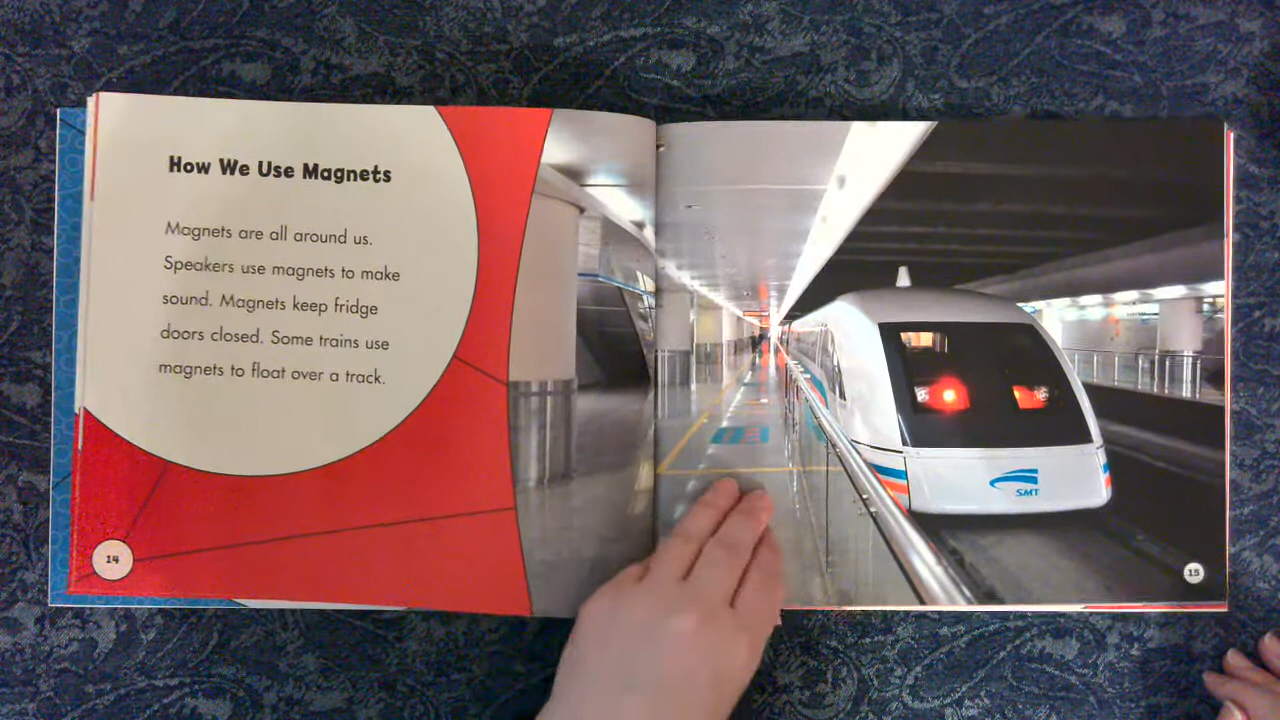 How We Use Magnets
Magnets are all around us.
Speakers use magnets to make
sound. Magnets keep fridge
doors closed. Some trains use
magnets to float over a track.
14
SMT
15